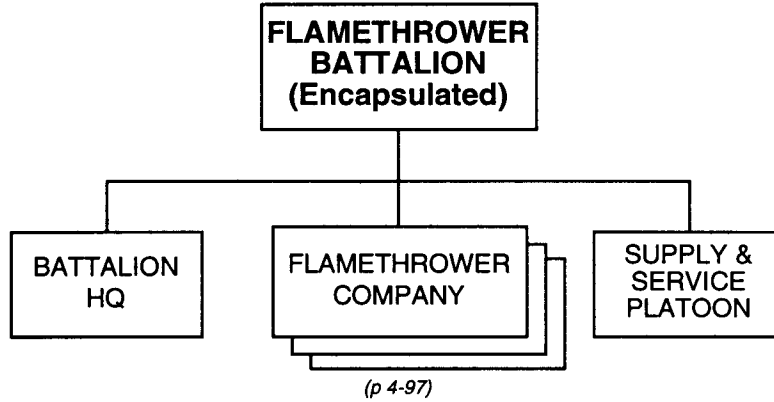 FLAMETHROWER
BATTALION
(Encapsulated)
BATTALION
HQ
FLAMETHROWER
COMPANY
SUPPLY &
SERVICE
PLATOON
(p 4-97)